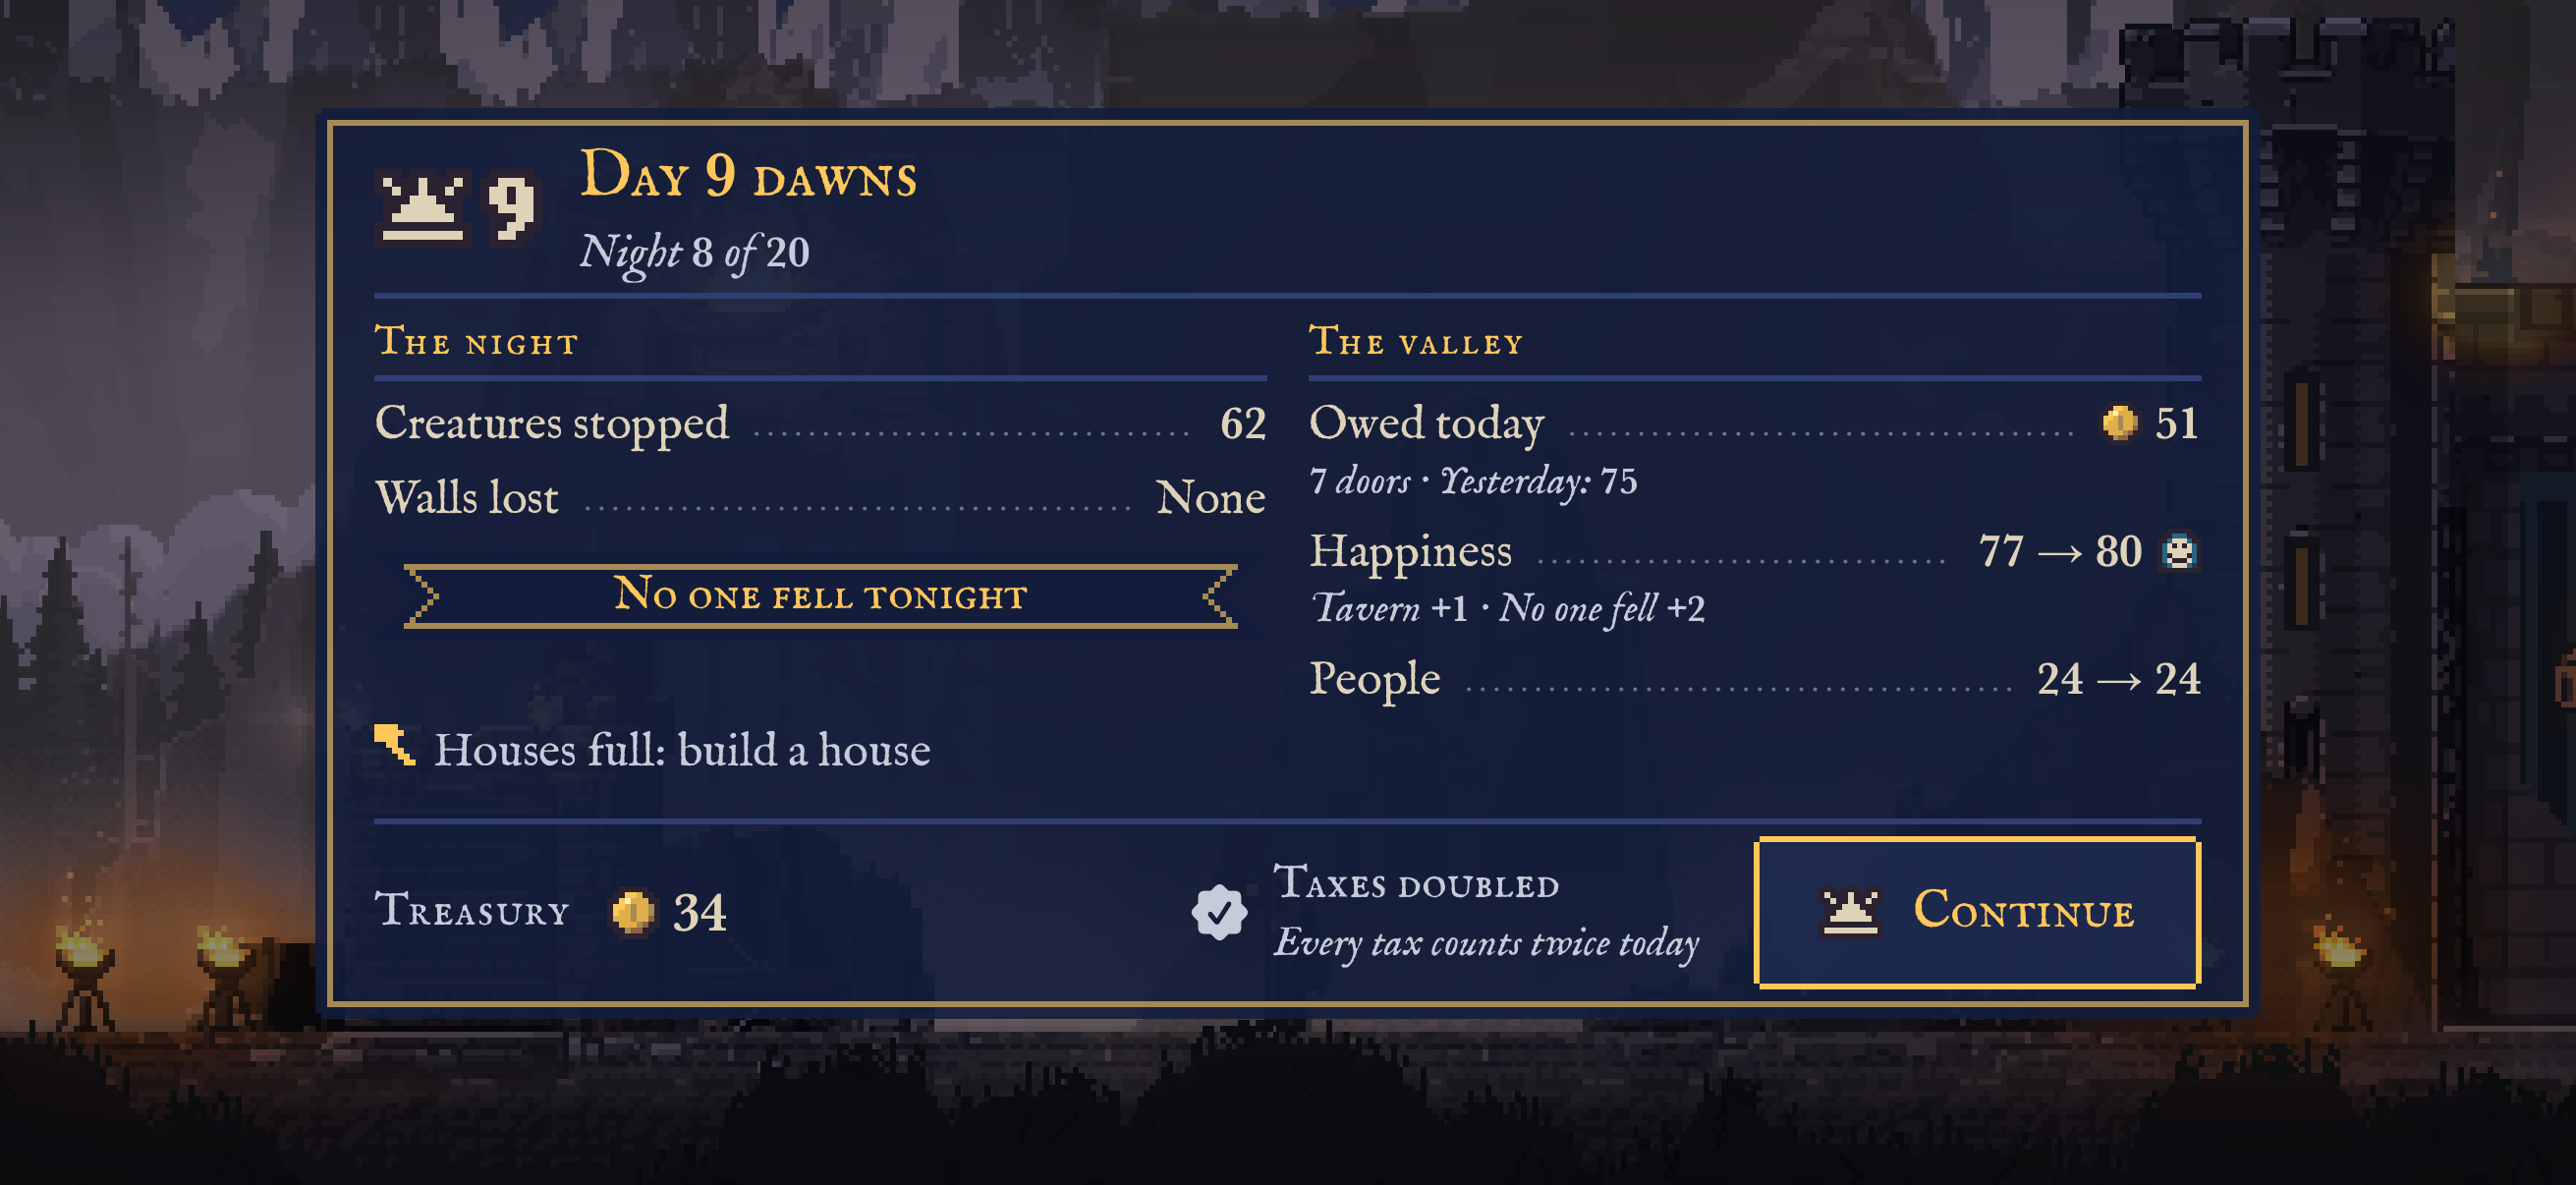 9
Day 9 dawns
Night 8 of 20
The night
Creatures stopped 62
Walls lost None
No one fell tonight
Houses full: build a house
The valley
Owed today 51
7 doors · Yesterday: 75
Happiness 77 → 80
Tavern +1 · No one fell +2
People 24 → 24
Treasury 34
Taxes doubled
Every tax counts twice today
Continue